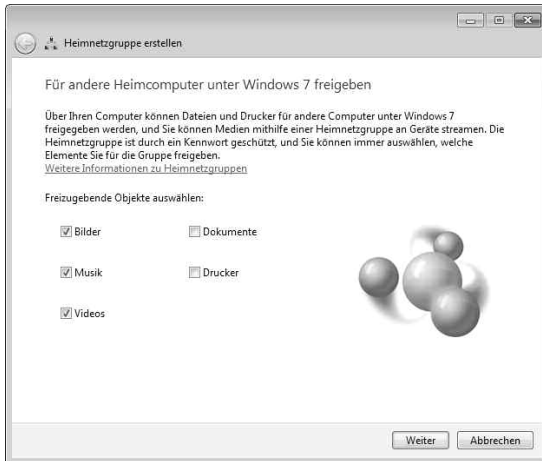 Heimnetzgruppe erstellen
Für andere Heimcomputer unter Windows 7 freigeben
Über Ihren Computer können Dateien und Drucker für andere Computer unter Windows 7
freigegeben werden, und Sie können Medien mithilfe einer Heimnetzgruppe an Geräte streamen. Die
Heimnetzgruppe ist durch ein Kennwort geschützt, und Sie können immer auswählen, welche
Elemente Sie für die Gruppe freigeben.
Weitere Informationen zu Heimnetzgruppen
Freizugebende Objekte auswählen:
Bilder Dokumente
Musik Drucker
Videos
Weiter Abbrechen